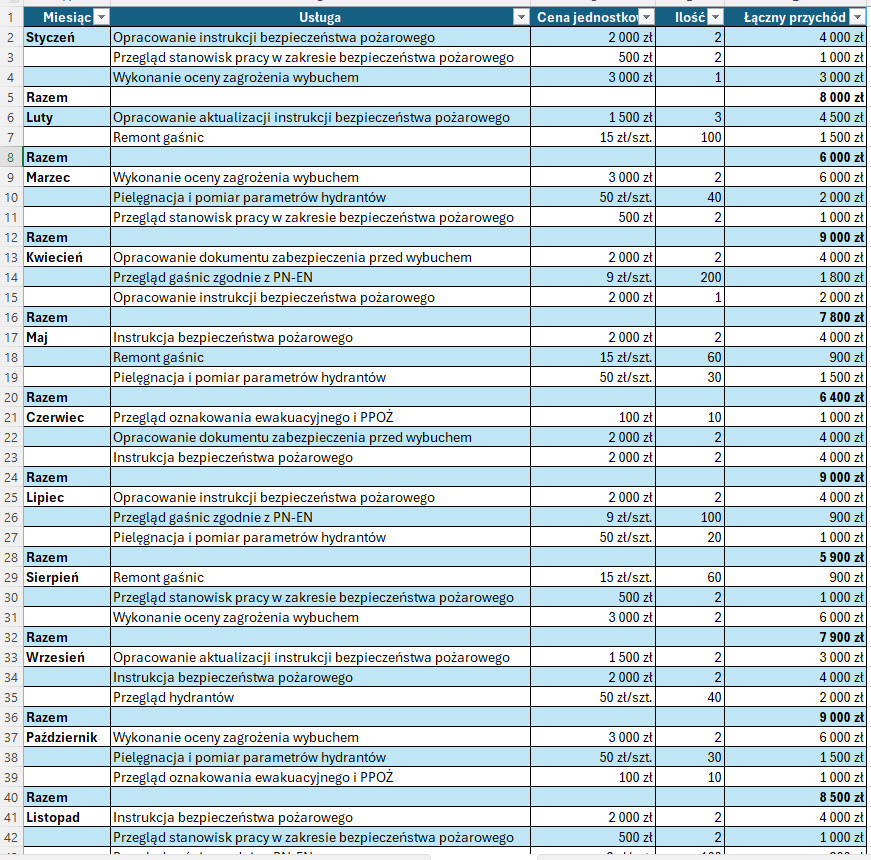 1 Miesiąc Usługa Cena jednostko Ilość Łączny przychód
2 Styczeń Opracowanie instrukcji bezpieczeństwa pożarowego 2 000 zł 2 4 000 zł
3 Przegląd stanowisk pracy w zakresie bezpieczeństwa pożarowego 500 zł 2 1 000 zł
4 Wykonanie oceny zagrożenia wybuchem 3 000 zł 1 3 000 zł
5 Razem 8 000 zł
6 Luty Opracowanie aktualizacji instrukcji bezpieczeństwa pożarowego 1 500 zł 3 4 500 zł
7 Remont gaśnic 15 zł/szt. 100 1 500 zł
8 Razem 6 000 zł
9 Marzec Wykonanie oceny zagrożenia wybuchem 3 000 zł 2 6 000 zł
10 Pielęgnacja i pomiar parametrów hydrantów 50 zł/szt. 40 2 000 zł
11 Przegląd stanowisk pracy w zakresie bezpieczeństwa pożarowego 500 zł 2 1 000 zł
12 Razem 9 000 zł
13 Kwiecień Opracowanie dokumentu zabezpieczenia przed wybuchem 2 000 zł 2 4 000 zł
14 Przegląd gaśnic zgodnie z PN-EN 9 zł/szt. 200 1 800 zł
15 Opracowanie instrukcji bezpieczeństwa pożarowego 2 000 zł 1 2 000 zł
16 Razem 7 800 zł
17 Maj Instrukcja bezpieczeństwa pożarowego 2 000 zł 2 4 000 zł
18 Remont gaśnic 15 zł/szt. 60 900 zł
19 Pielęgnacja i pomiar parametrów hydrantów 50 zł/szt. 30 1 500 zł
20 Razem 6 400 zł
21 Czerwiec Przegląd oznakowania ewakuacyjnego i PPOŻ 100 zł 10 1 000 zł
22 Opracowanie dokumentu zabezpieczenia przed wybuchem 2 000 zł 2 4 000 zł
23 Instrukcja bezpieczeństwa pożarowego 2 000 zł 2 4 000 zł
24 Razem 9 000 zł
25 Lipiec Opracowanie instrukcji bezpieczeństwa pożarowego 2 000 zł 2 4 000 zł
26 Przegląd gaśnic zgodnie z PN-EN 9 zł/szt. 100 900 zł
27 Pielęgnacja i pomiar parametrów hydrantów 50 zł/szt. 20 1 000 zł
28 Razem 5 900 zł
29 Sierpień Remont gaśnic 15 zł/szt. 60 900 zł
30 Przegląd stanowisk pracy w zakresie bezpieczeństwa pożarowego 500 zł 2 1 000 zł
31 Wykonanie oceny zagrożenia wybuchem 3 000 zł 2 6 000 zł
32 Razem 7 900 zł
33 Wrzesień Opracowanie aktualizacji instrukcji bezpieczeństwa pożarowego 1 500 zł 2 3 000 zł
34 Instrukcja bezpieczeństwa pożarowego 2 000 zł 2 4 000 zł
35 Przegląd hydrantów 50 zł/szt. 40 2 000 zł
36 Razem 9 000 zł
37 Październik Wykonanie oceny zagrożenia wybuchem 3 000 zł 2 6 000 zł
38 Pielęgnacja i pomiar parametrów hydrantów 50 zł/szt. 30 1 500 zł
39 Przegląd oznakowania ewakuacyjnego i PPOŻ 100 zł 10 1 000 zł
40 Razem 8 500 zł
41 Listopad Instrukcja bezpieczeństwa pożarowego 2 000 zł 2 4 000 zł
42 Przegląd stanowisk pracy w zakresie bezpieczeństwa pożarowego 500 zł 2 1 000 zł